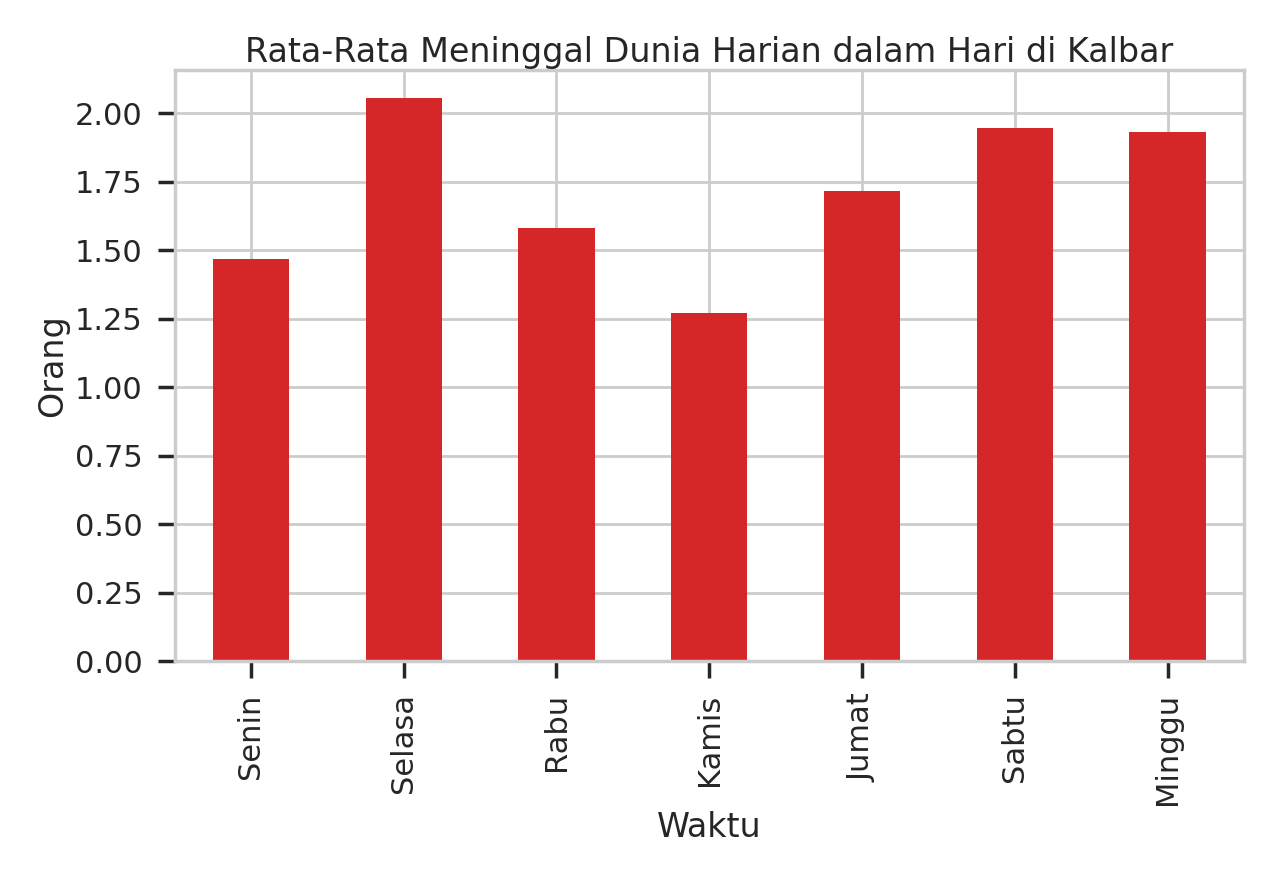 Rata-Rata Meninggal Dunia Harian dalam Hari di Kalbar
2.00
1.75
1.50
1.25
1.00
0.75
0.50
0.25
0.00
Orang
Senin
Selasa
Rabu
Kamis
Jumat
Sabtu
Minggu
Waktu